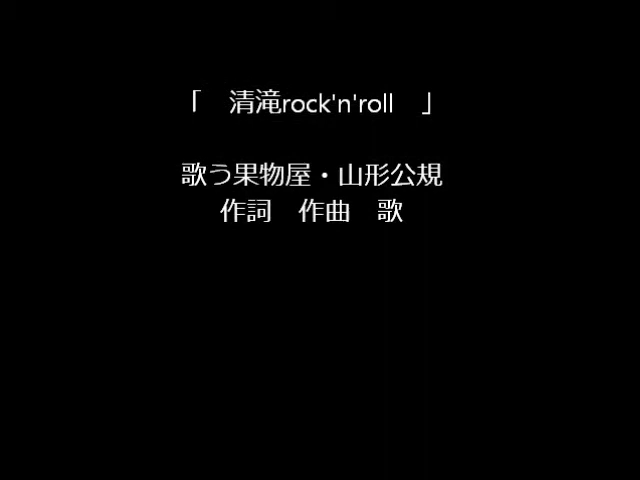 「　清滝rock'n'roll　」
歌う果物屋・山形公規
作詞　作曲　歌